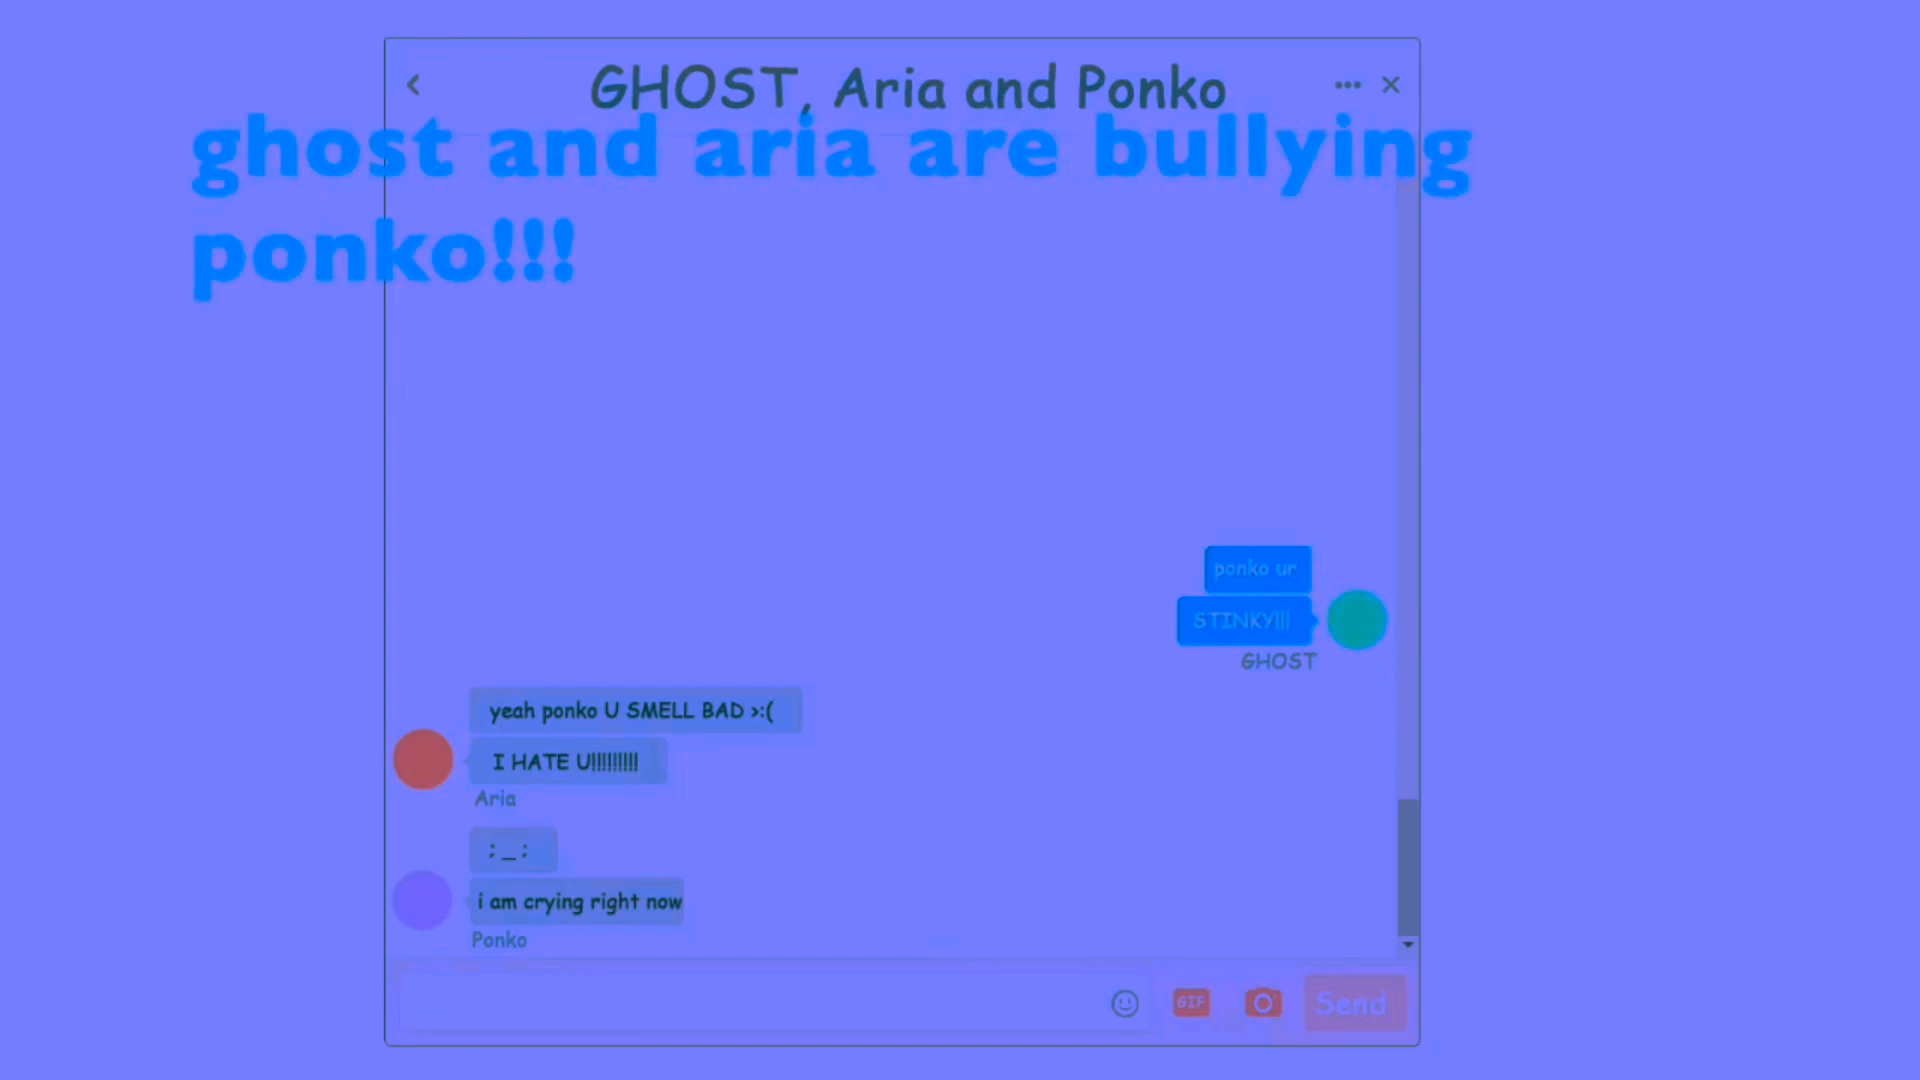 GHOST, Aria and Ponko
ghost and aria are bullying
ponko!!!
ponko ur
STINKY!!!
GHOST
yeah ponko U SMELL BAD >:(
I HATE U!!!!!!!!!
Aria
;_;
i am crying right now
Ponko
GIF
Send